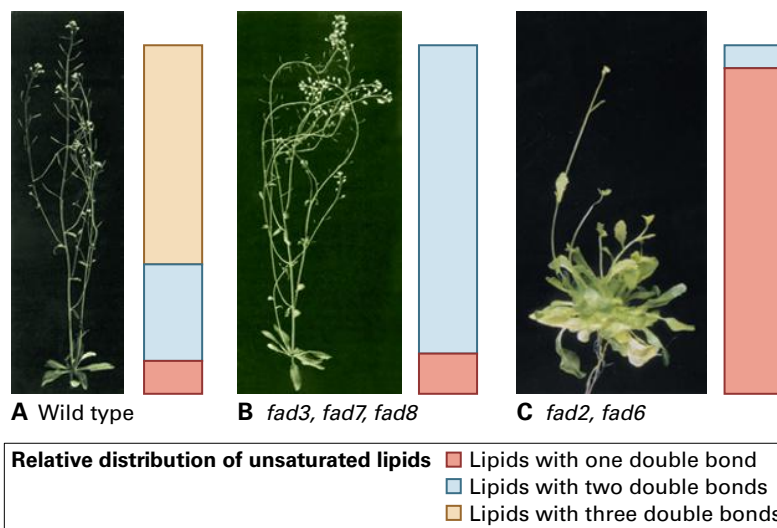 A Wild type
B fad3, fad7, fad8
C fad2, fad6
Relative distribution of unsaturated lipids
Lipids with one double bond
Lipids with two double bonds
Lipids with three double bonds